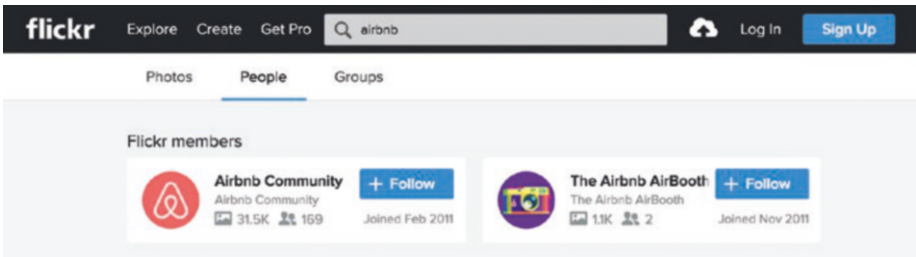 flickr Explore Create Get Pro airbnb Log In Sign Up
Photos People Groups
Flickr members
Airbnb Community + Follow
Airbnb Community
31.5K 169 Joined Feb 2011
The Airbnb AirBooth + Follow
The Airbnb AirBooth
1.1K 2 Joined Nov 2011